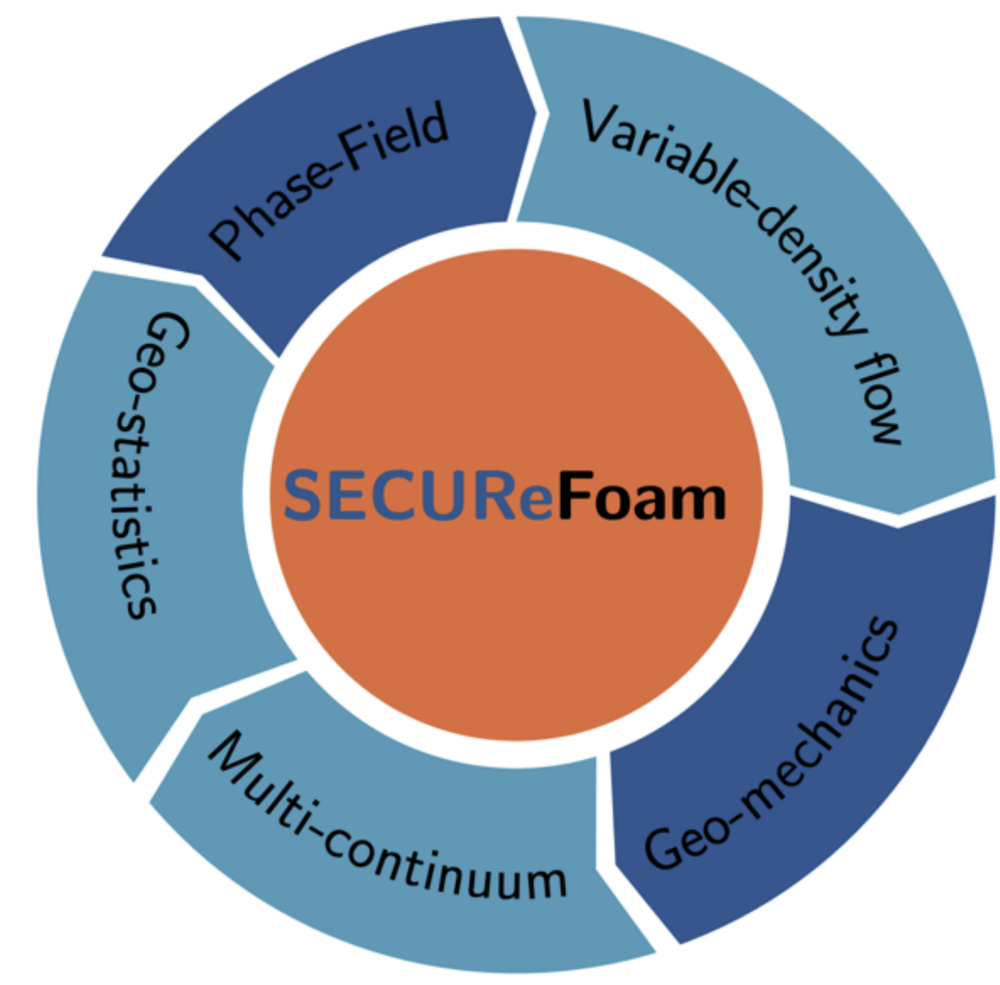 Phase-Field
Variable-density flow
Geo-statistics
SECUReFoam
Geo-mechanics
Multi-continuum